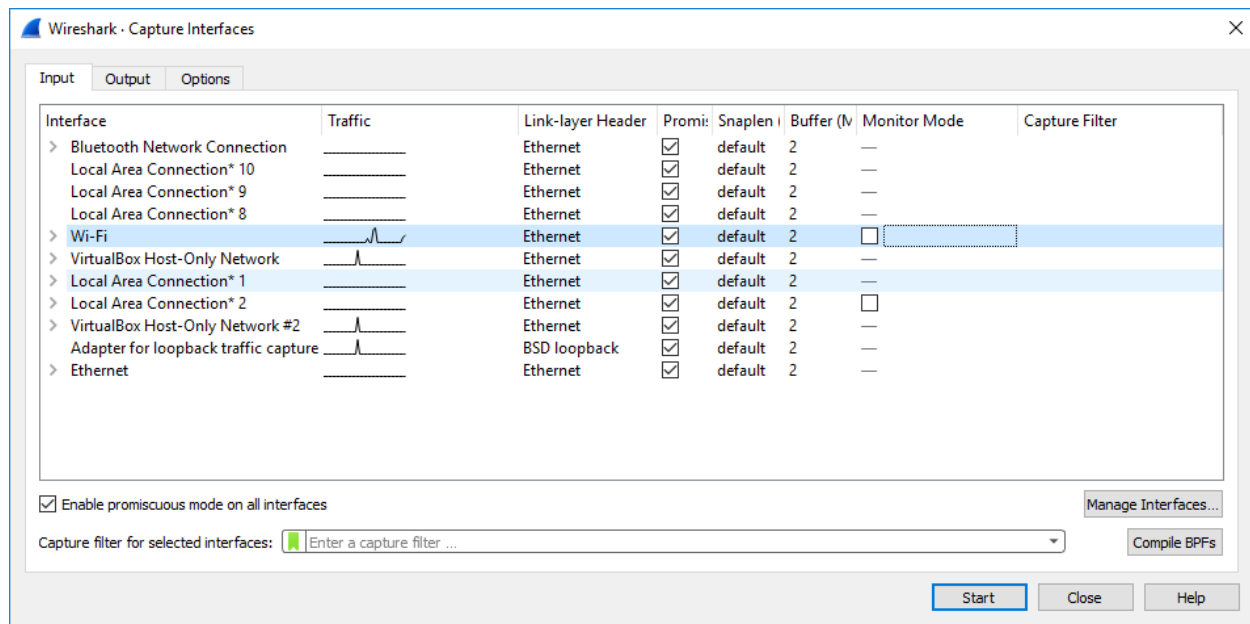 Wireshark · Capture Interfaces
Input Output Options
Interface Traffic Link-layer Header Promi: Snaplen ( Buffer (M Monitor Mode Capture Filter
Bluetooth Network Connection Ethernet default 2 —
Local Area Connection* 10 Ethernet default 2 —
Local Area Connection* 9 Ethernet default 2 —
Local Area Connection* 8 Ethernet default 2 —
Wi-Fi Ethernet default 2
VirtualBox Host-Only Network Ethernet default 2 —
Local Area Connection* 1 Ethernet default 2 —
Local Area Connection* 2 Ethernet default 2
VirtualBox Host-Only Network #2 Ethernet default 2 —
Adapter for loopback traffic capture BSD loopback default 2 —
Ethernet Ethernet default 2 —
Enable promiscuous mode on all interfaces Manage Interfaces...
Capture filter for selected interfaces: Enter a capture filter ... Compile BPFs
Start Close Help